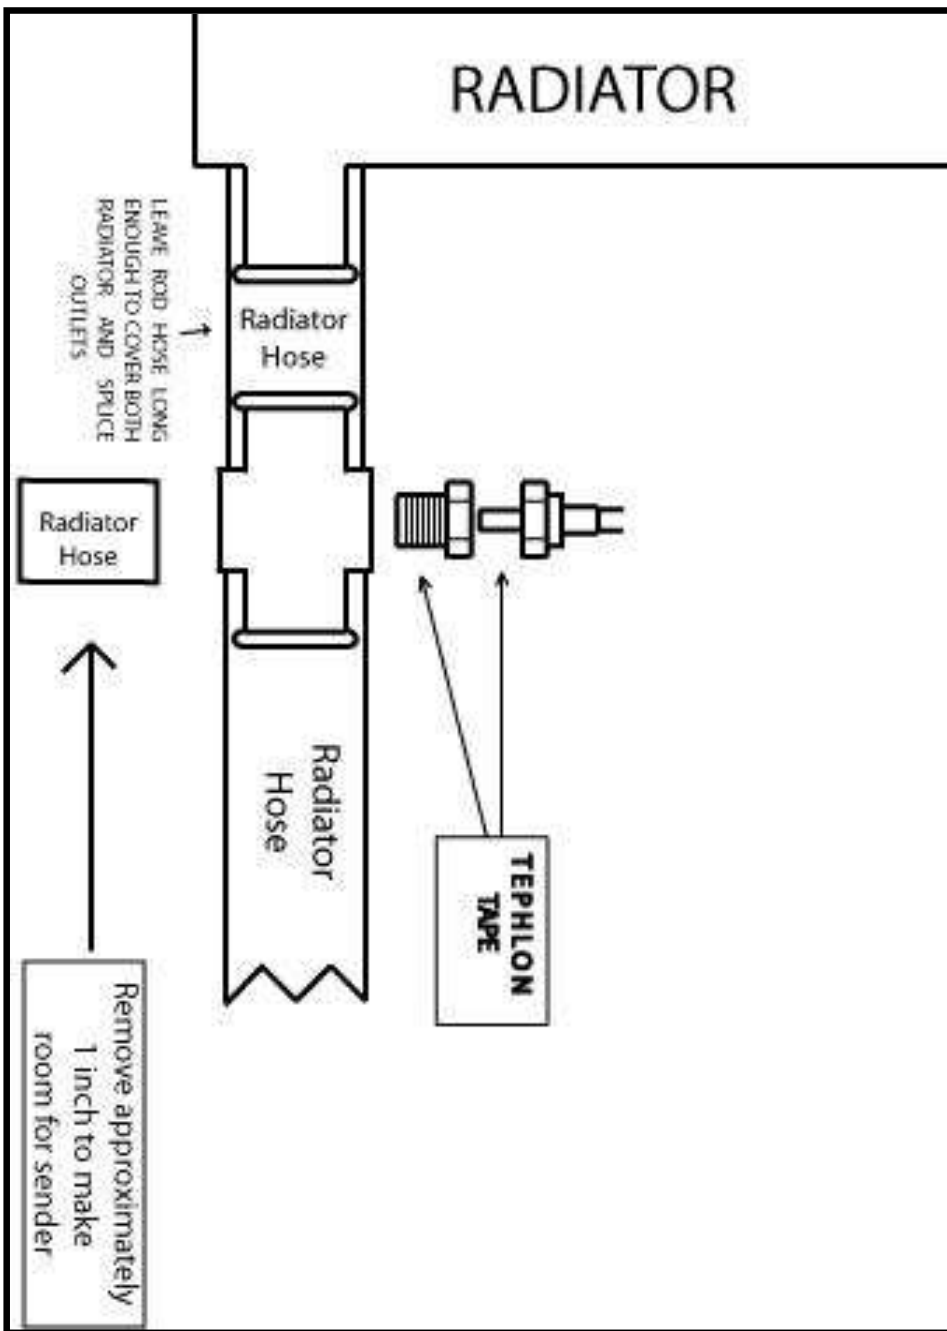 RADIATOR
LEAVE ROD HOSE LONG
ENOUGH TO COVER BOTH
RADIATOR AND SPLICE
OUTLETS
Radiator
Hose
Radiator
Hose
Radiator
Hose
TEPHLON
TAPE
Remove approximately
1 inch to make
room for sender